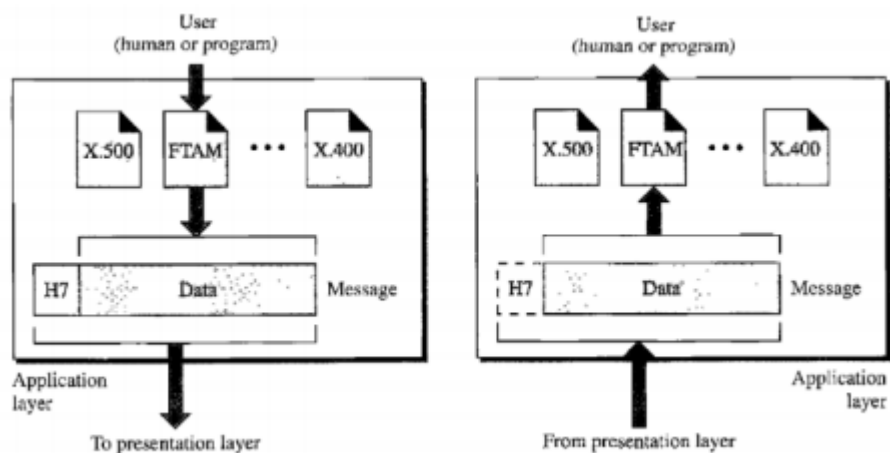 User
(human or program)
X.500
FTAM
X.400
H7
Data
Message
Application
layer
To presentation layer
User
(human or program)
X.500
FTAM
X.400
H7
Data
Message
Application
layer
From presentation layer